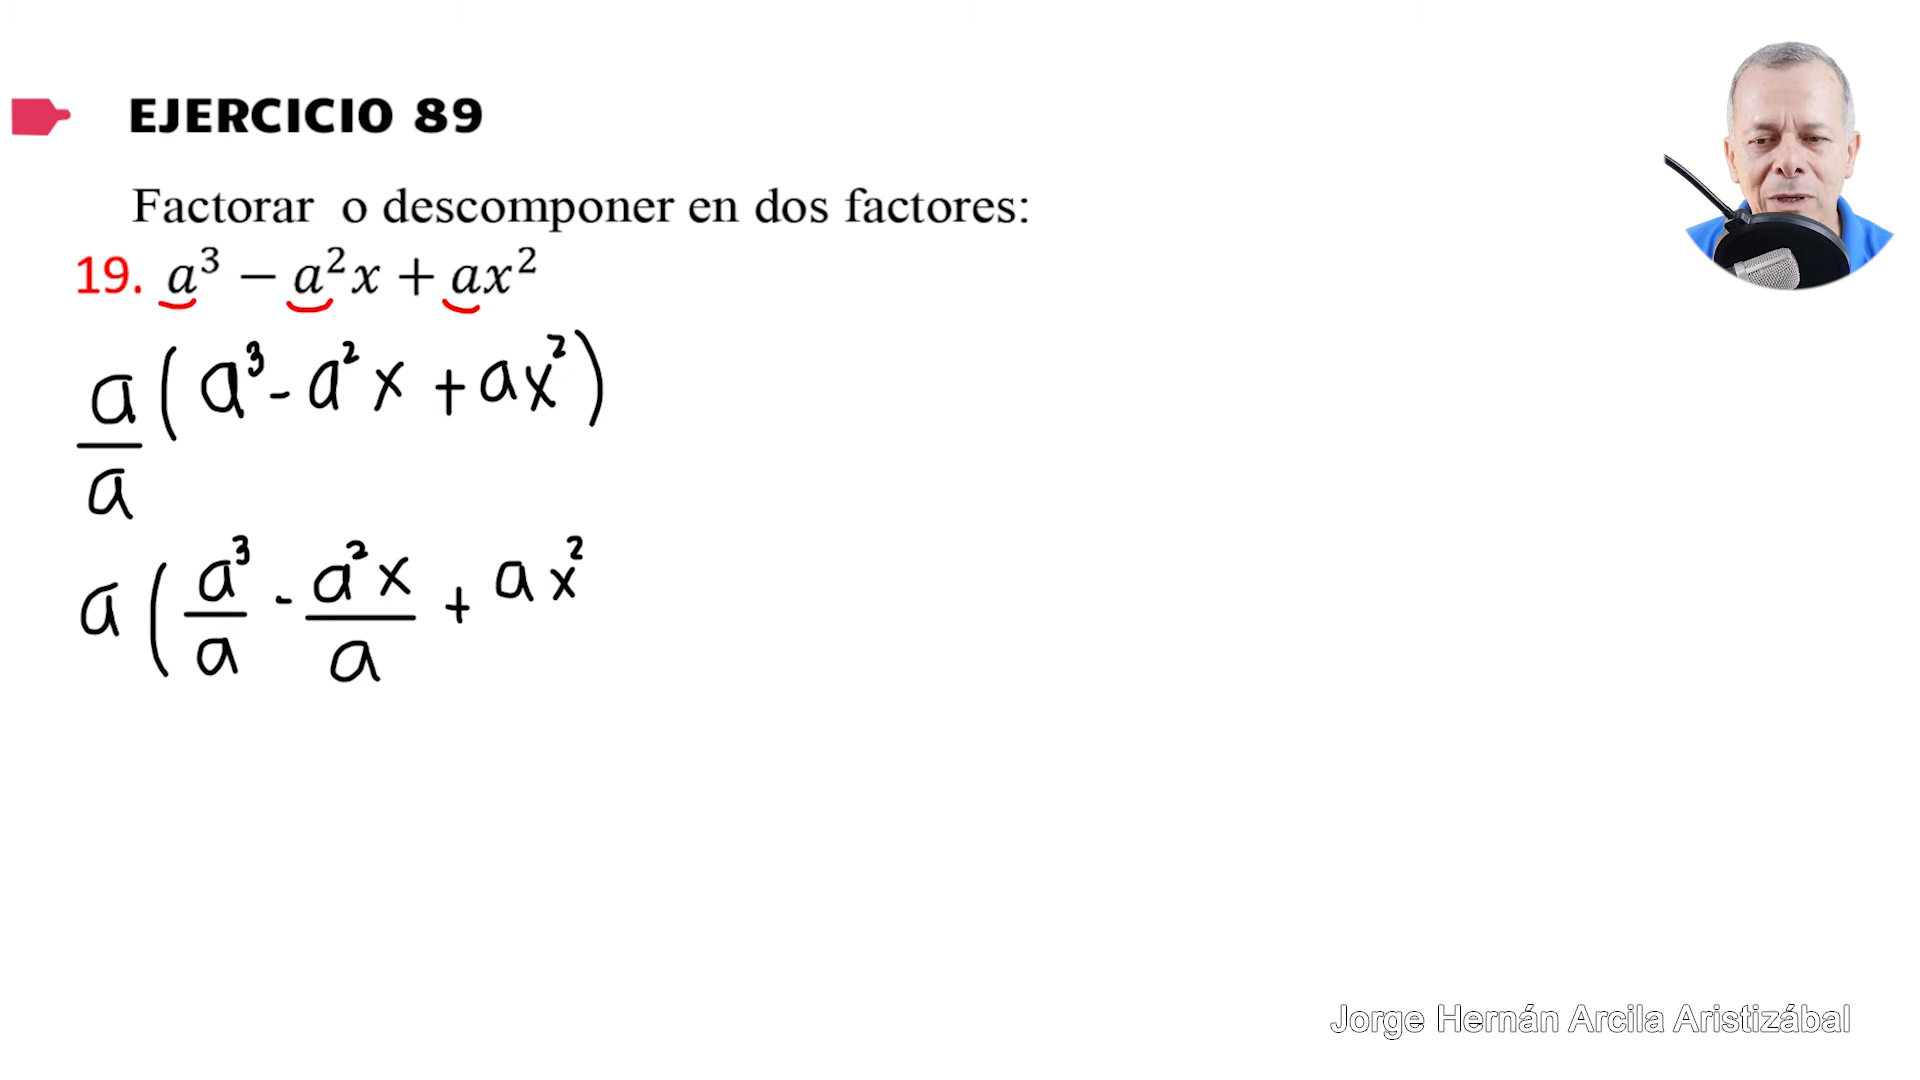 EJERCICIO 89
Factorar o descomponer en dos factores:
19. a³ − a²x + ax²
a/a (a³ - a²x + ax²)
a (a³/a - a²x/a + ax²
Jorge Hernán Arcila Aristizábal